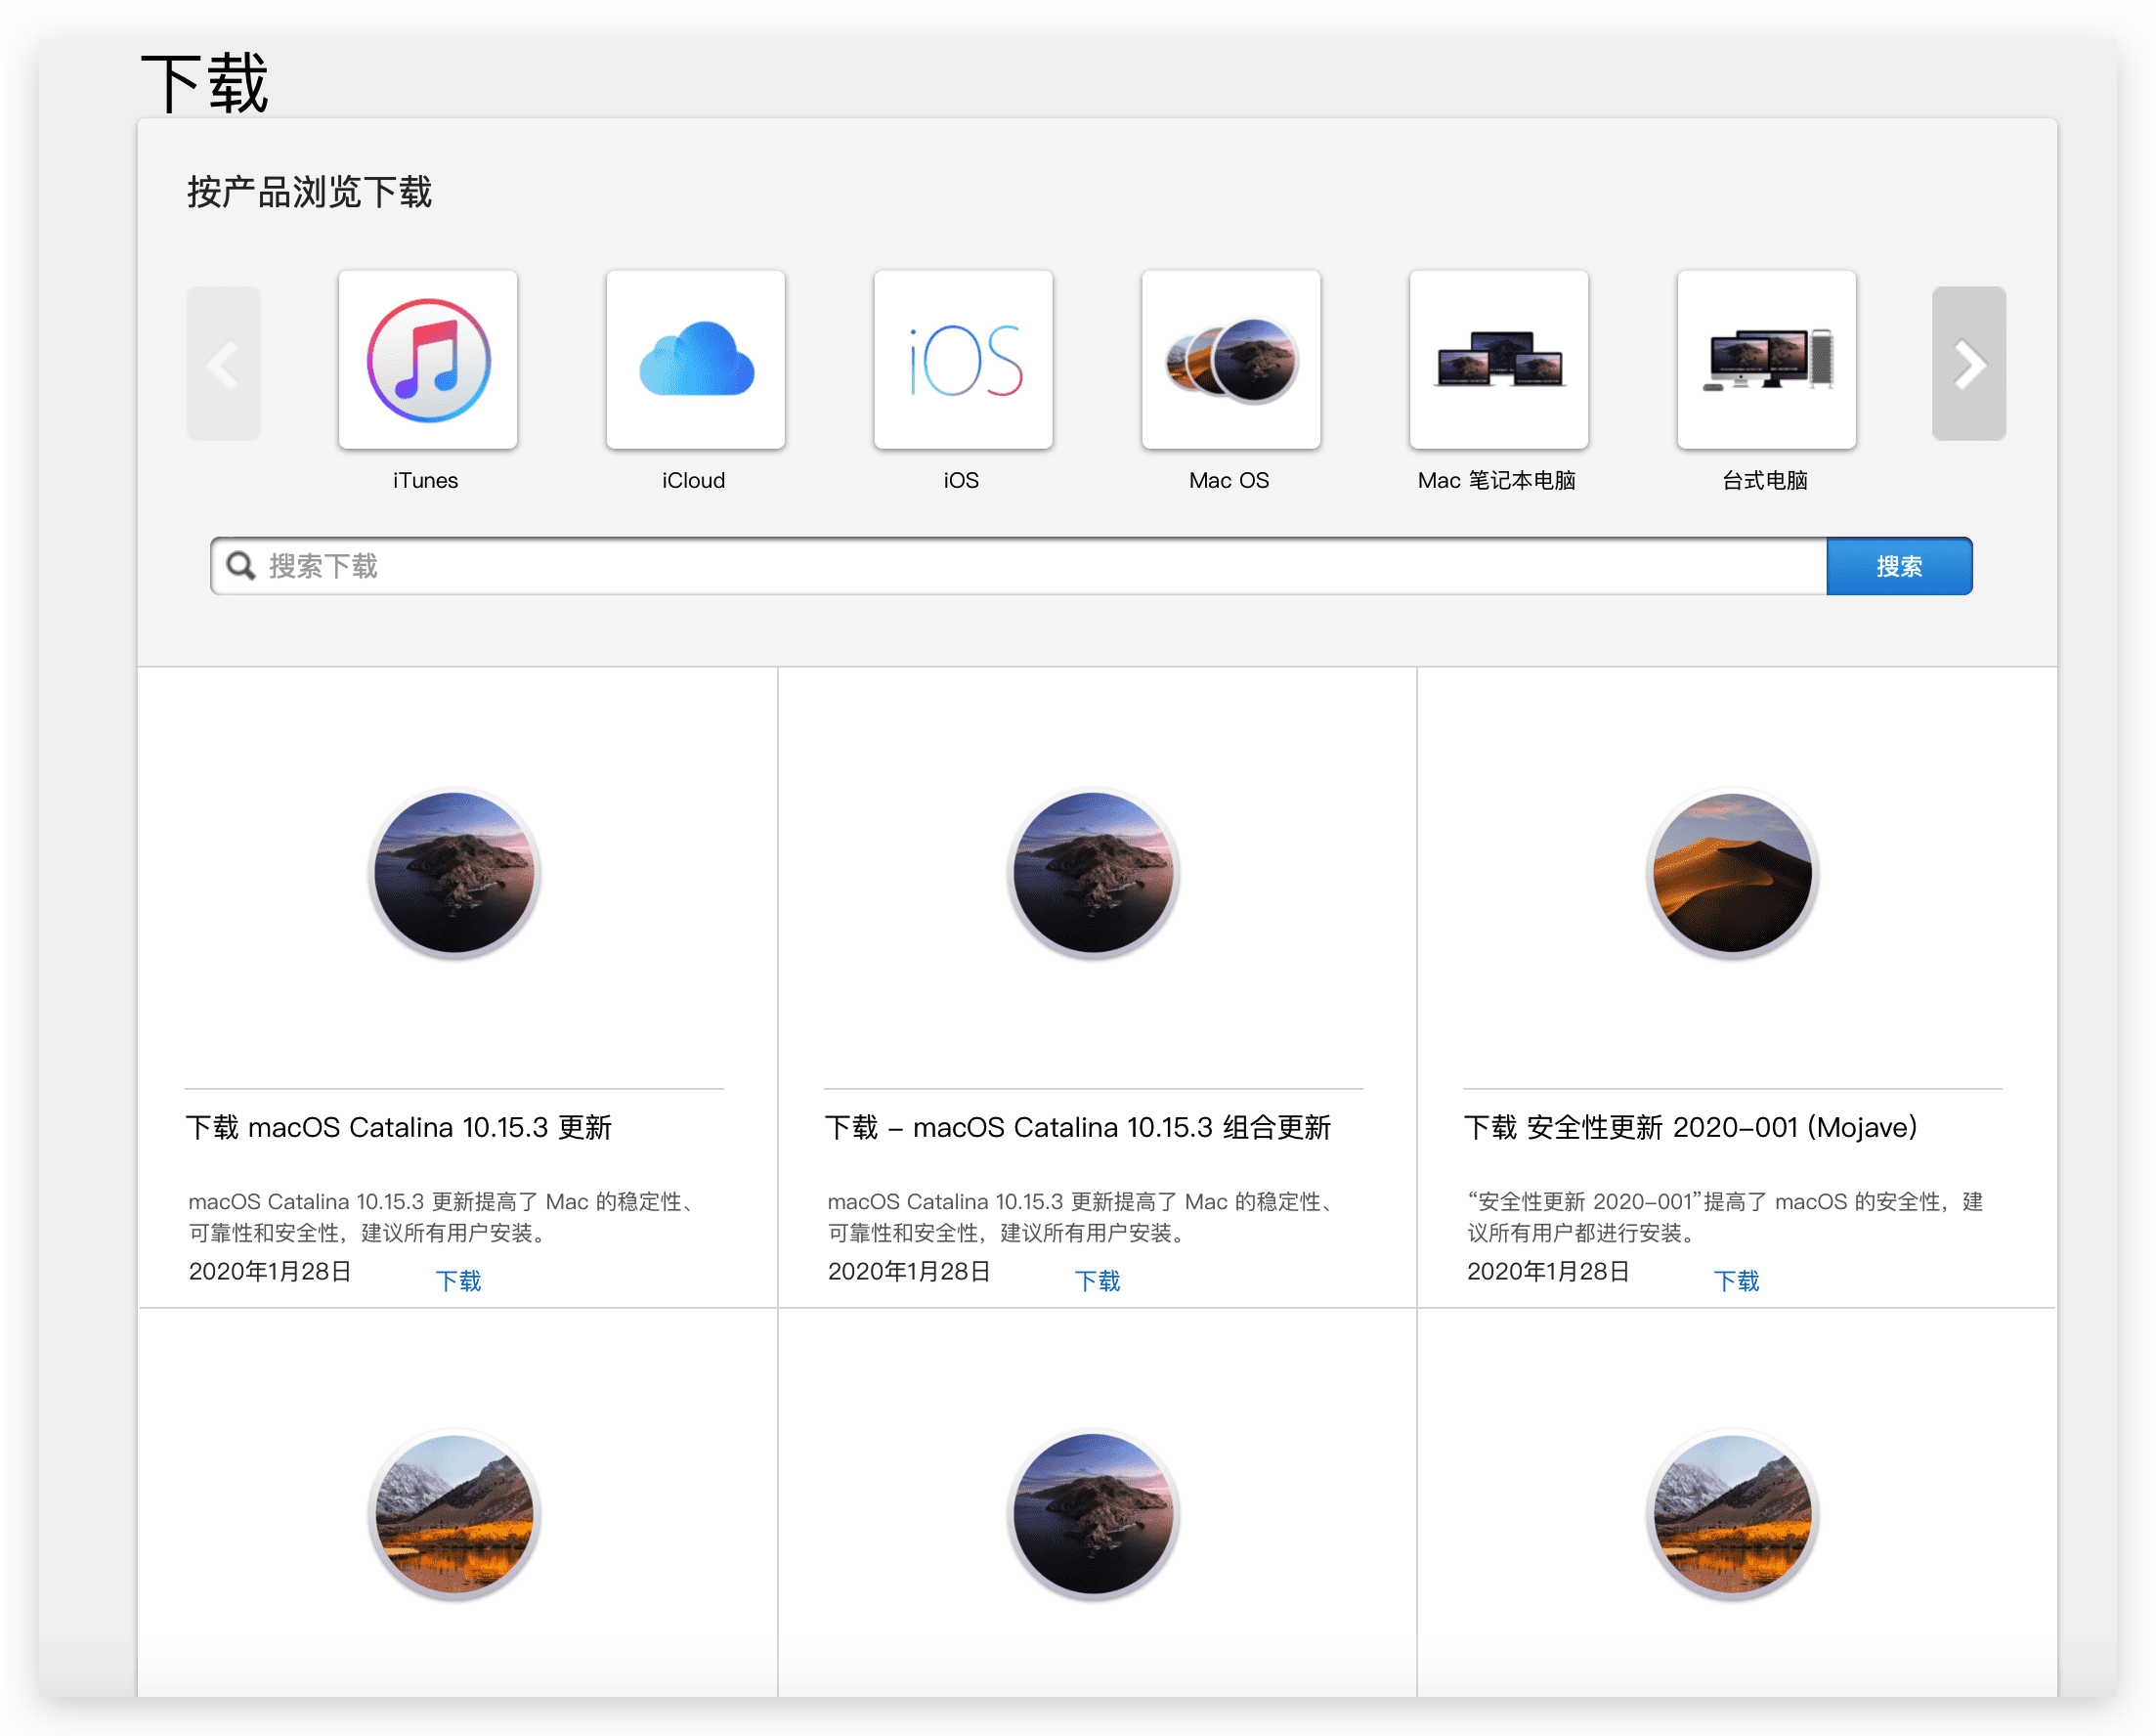 下载
按产品浏览下载
iOS
iTunes
iCloud
iOS
Mac OS
Mac 笔记本电脑
台式电脑
搜索下载
搜索
下载 macOS Catalina 10.15.3 更新
macOS Catalina 10.15.3 更新提高了 Mac 的稳定性、
可靠性和安全性，建议所有用户安装。
2020年1月28日
下载
下载 – macOS Catalina 10.15.3 组合更新
macOS Catalina 10.15.3 更新提高了 Mac 的稳定性、
可靠性和安全性，建议所有用户安装。
2020年1月28日
下载
下载 安全性更新 2020–001 (Mojave)
“安全性更新 2020–001”提高了 macOS 的安全性，建
议所有用户都进行安装。
2020年1月28日
下载